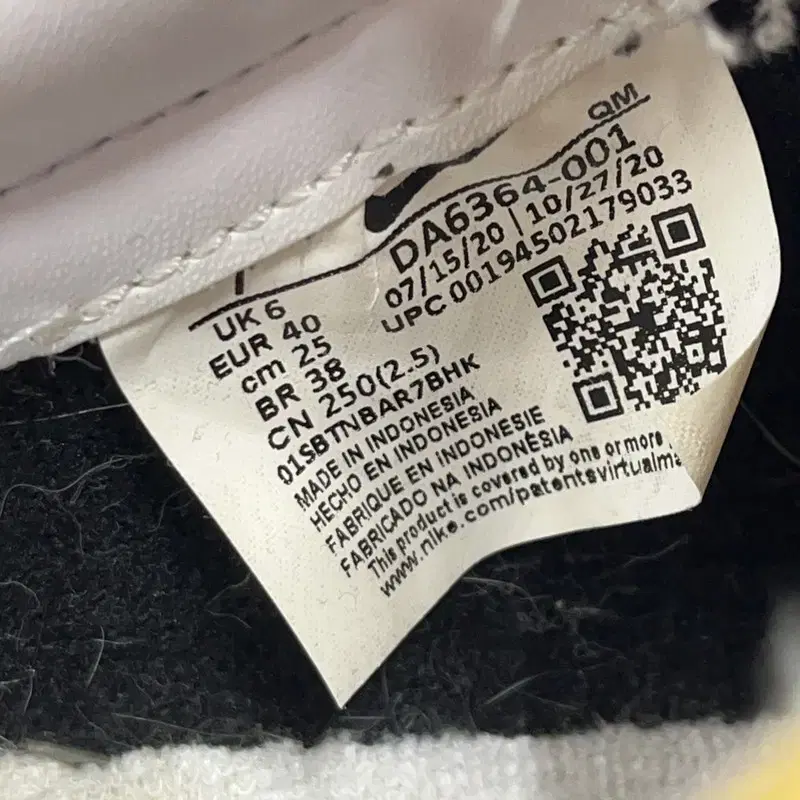 QM
DA6364-001
07/15/20 | 10/27/20
UPC 00194502179033
UK 6
EUR 40
cm 25
BR 38
CN 250(2.5)
01SBTNBAR7BHK
MADE IN INDONESIA
HECHO EN INDONESIA
FABRIQUE EN INDONESIE
FABRICADO NA INDONÉSIA
This product is covered by one or more
www.nike.com/patentsvirtualma